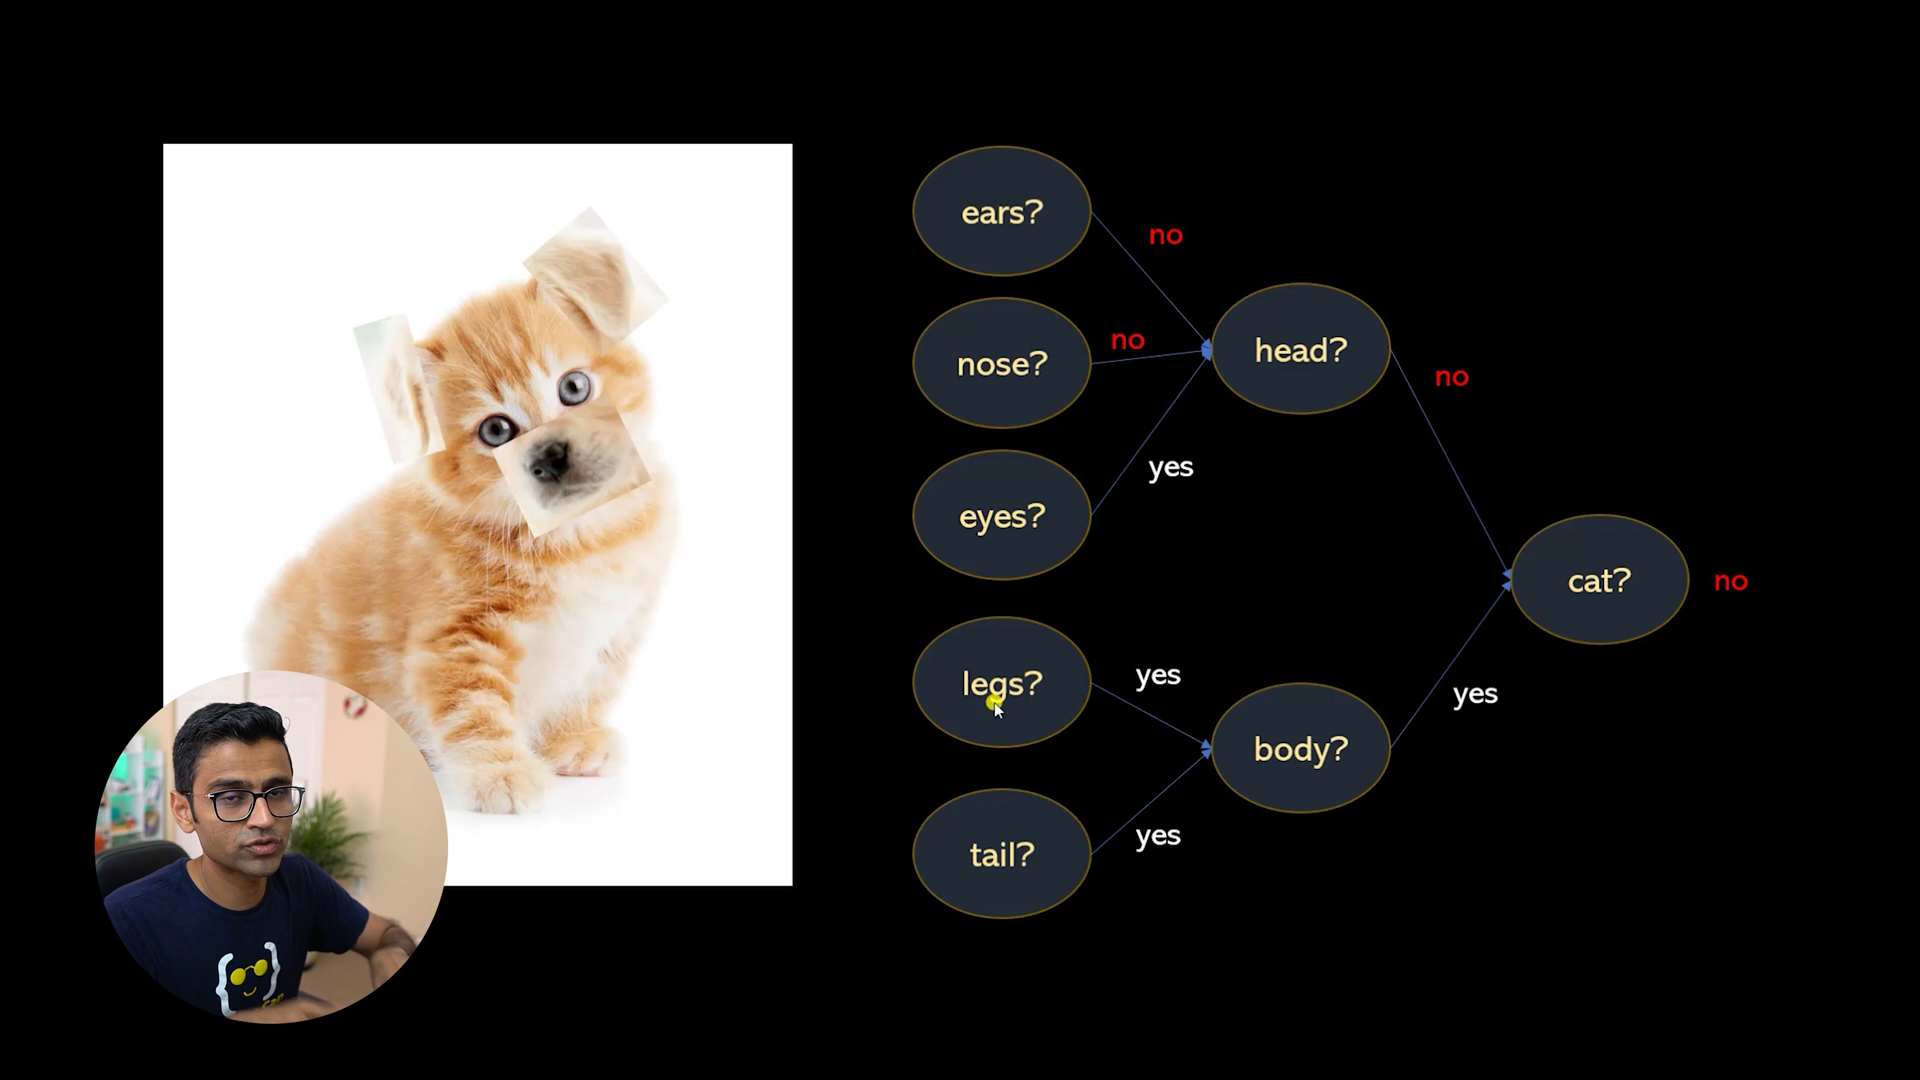 ears?
no
nose?
no
head?
no
eyes?
yes
cat?
no
legs?
yes
yes
body?
tail?
yes